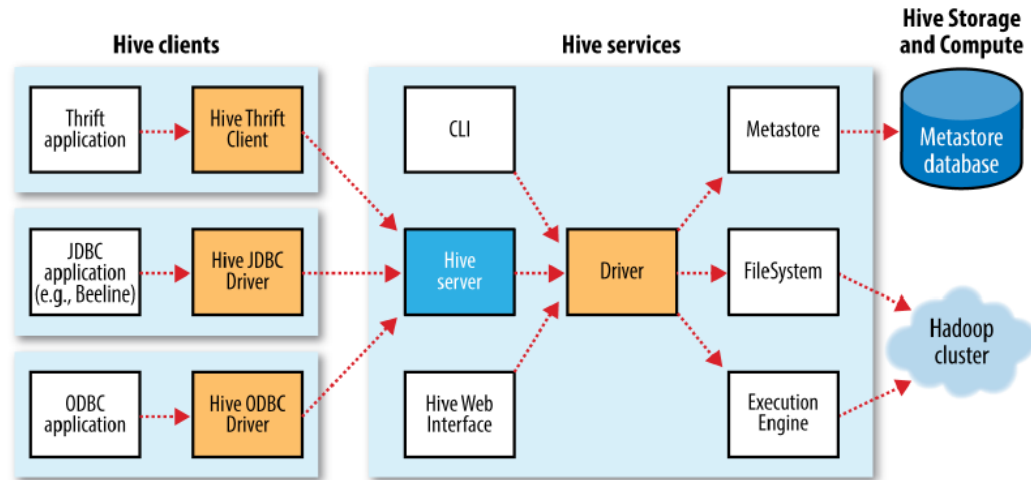 Hive clients
Thrift
application
Hive Thrift
Client
JDBC
application
(e.g., Beeline)
Hive JDBC
Driver
ODBC
application
Hive ODBC
Driver
Hive services
CLI
Hive
server
Hive Web
Interface
Driver
Metastore
FileSystem
Execution
Engine
Hive Storage
and Compute
Metastore
database
Hadoop
cluster